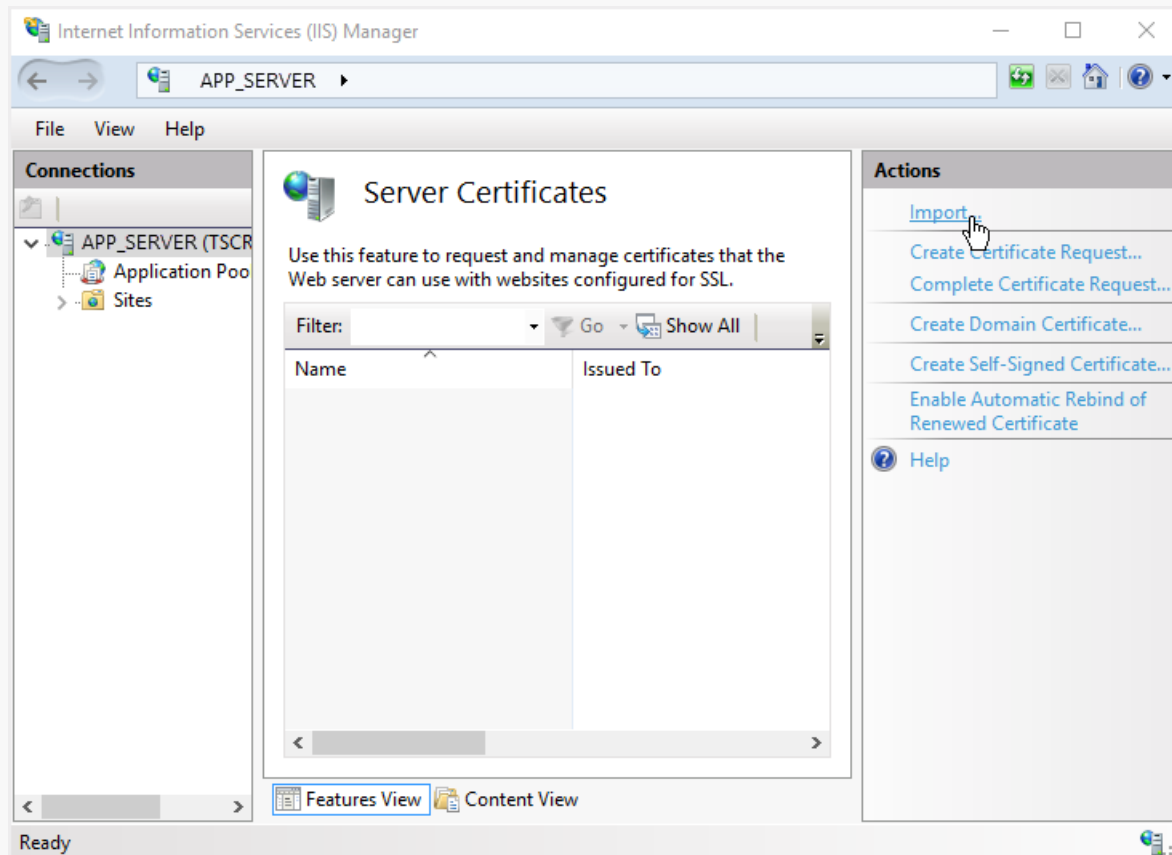 Internet Information Services (IIS) Manager
APP_SERVER
File View Help
Connections
APP_SERVER (TSCR
Application Poo
Sites
Server Certificates
Use this feature to request and manage certificates that the
Web server can use with websites configured for SSL.
Filter: Go Show All
Name Issued To
Features View Content View
Actions
Import...
Create Certificate Request...
Complete Certificate Request...
Create Domain Certificate...
Create Self-Signed Certificate...
Enable Automatic Rebind of
Renewed Certificate
Help
Ready